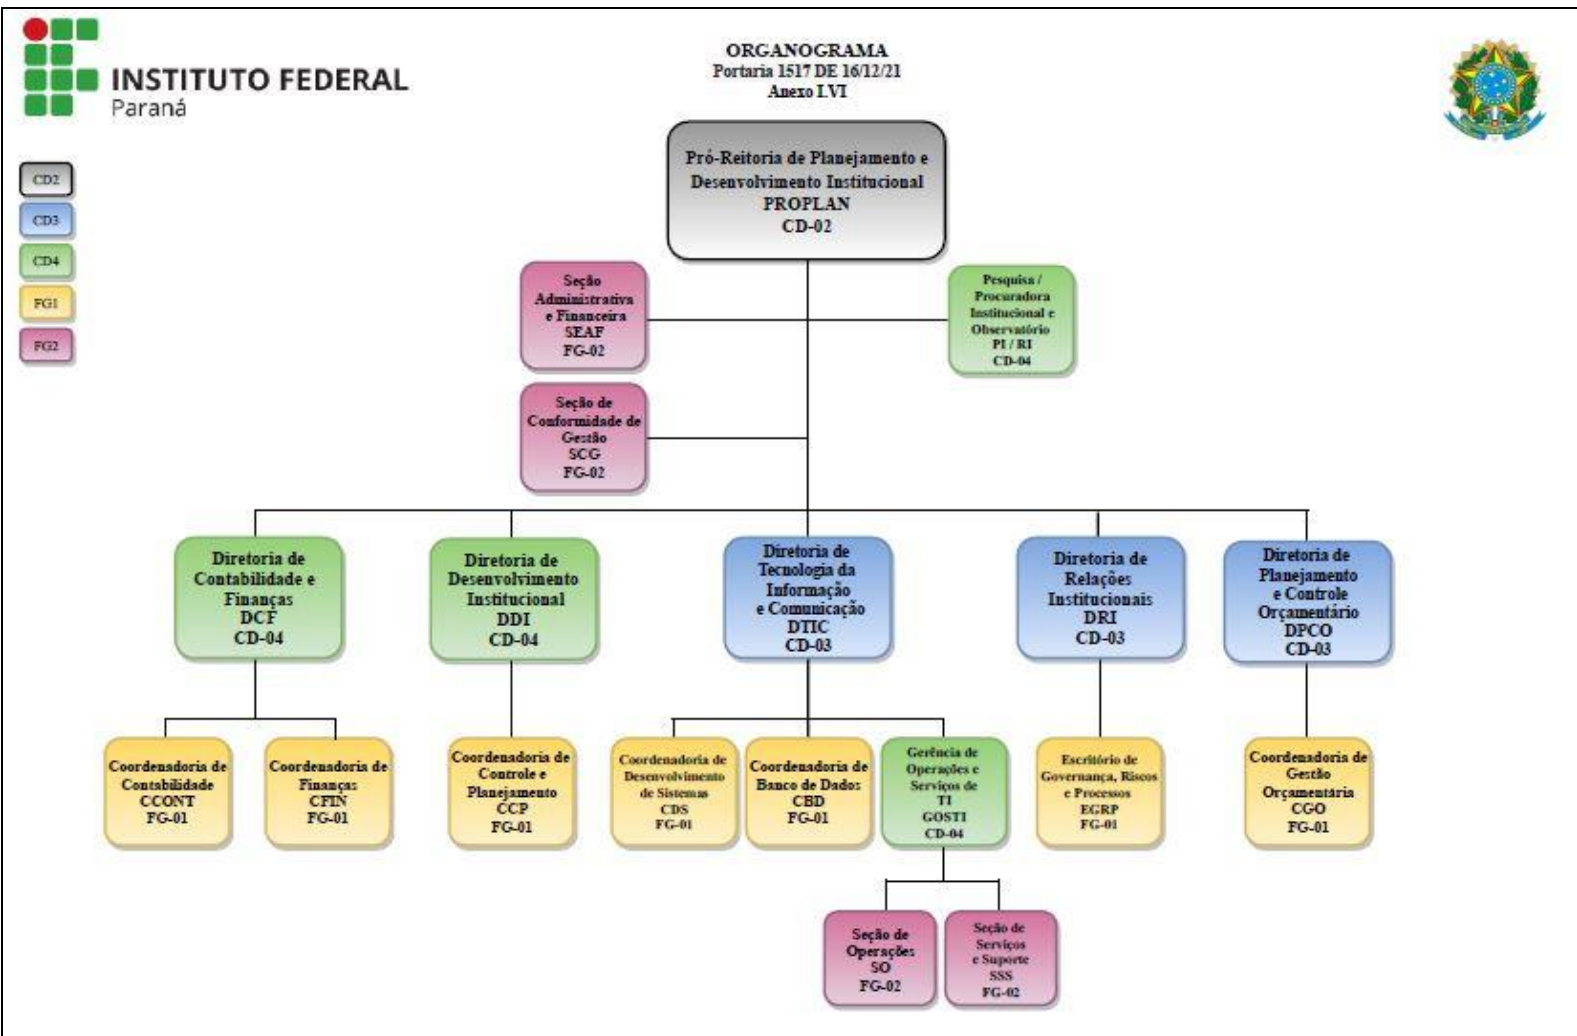 INSTITUTO FEDERAL
Paraná
ORGANOGRAMA
Portaria 1517 DE 16/12/21
Anexo LVI
CD2
CD3
CD4
FG1
FG2
Pró-Reitoria de Planejamento e
Desenvolvimento Institucional
PROPLAN
CD-02
Seção
Administrativa
e Financeira
SEAF
FG-02
Pesquisa /
Procuradora
Institucional e
Observatório
PI / RI
CD-04
Seção de
Conformidade de
Gestão
SCG
FG-02
Diretoria de
Contabilidade e
Finanças
DCF
CD-04
Diretoria de
Desenvolvimento
Institucional
DDI
CD-04
Diretoria de
Tecnologia da
Informação
e Comunicação
DTIC
CD-03
Diretoria de
Relações
Institucionais
DRI
CD-03
Diretoria de
Planejamento
e Controle
Orçamentário
DPCO
CD-03
Coordenadoria de
Contabilidade
CCONT
FG-01
Coordenadoria de
Finanças
CFIN
FG-01
Coordenadoria de
Controle e
Planejamento
CCP
FG-01
Coordenadoria de
Desenvolvimento
de Sistemas
CDS
FG-01
Coordenadoria de
Banco de Dados
CBD
FG-01
Gerência de
Operações e
Serviços de
TI
GOSTI
CD-04
Escritório de
Governança, Riscos
e Processos
EGRP
FG-01
Coordenadoria de
Gestão
Orçamentária
CGO
FG-01
Seção de
Operações
SO
FG-02
Seção de
Serviços
e Suporte
SSS
FG-02